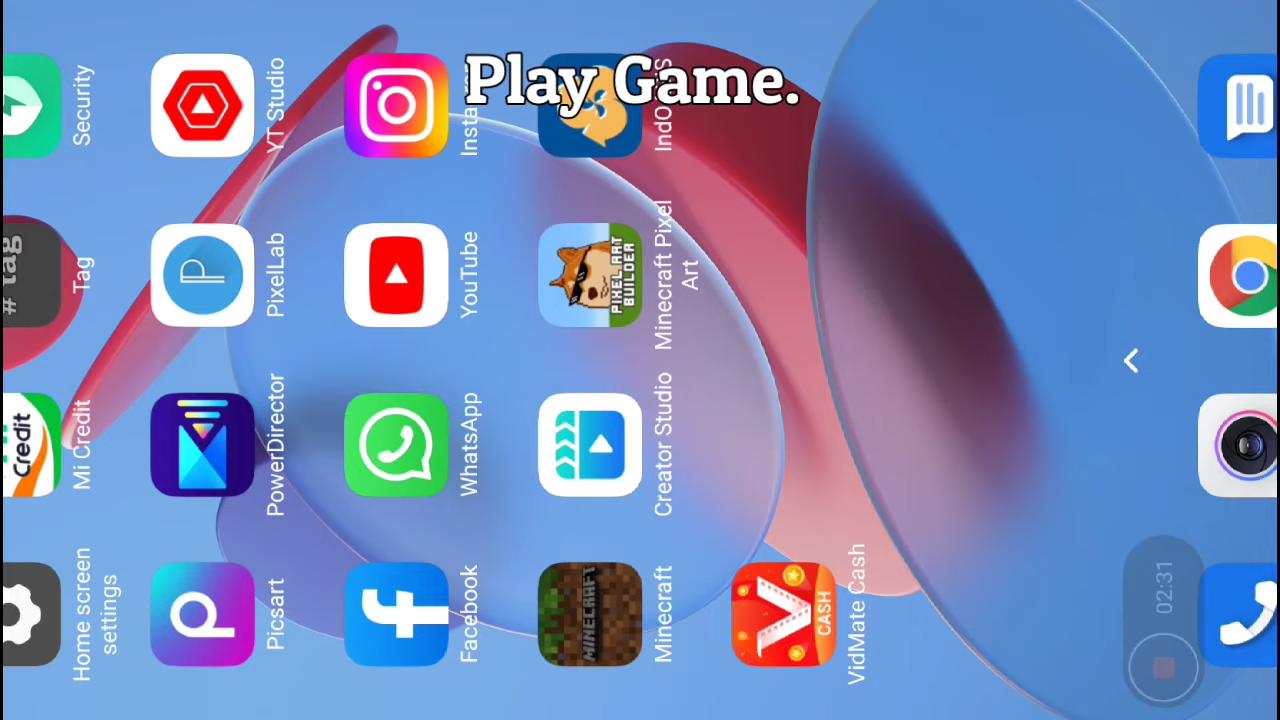 Play Game.
Home screen
settings
Mi Credit
Credit
Tag
# tag
Security
Picsart
PowerDirector
PixelLab
YT Studio
Facebook
WhatsApp
YouTube
Insta
MINECRAFT
Minecraft
Creator Studio
PIXEL ART
BUILDER
Minecraft Pixel
Art
CASH
VidMate Cash
02:31